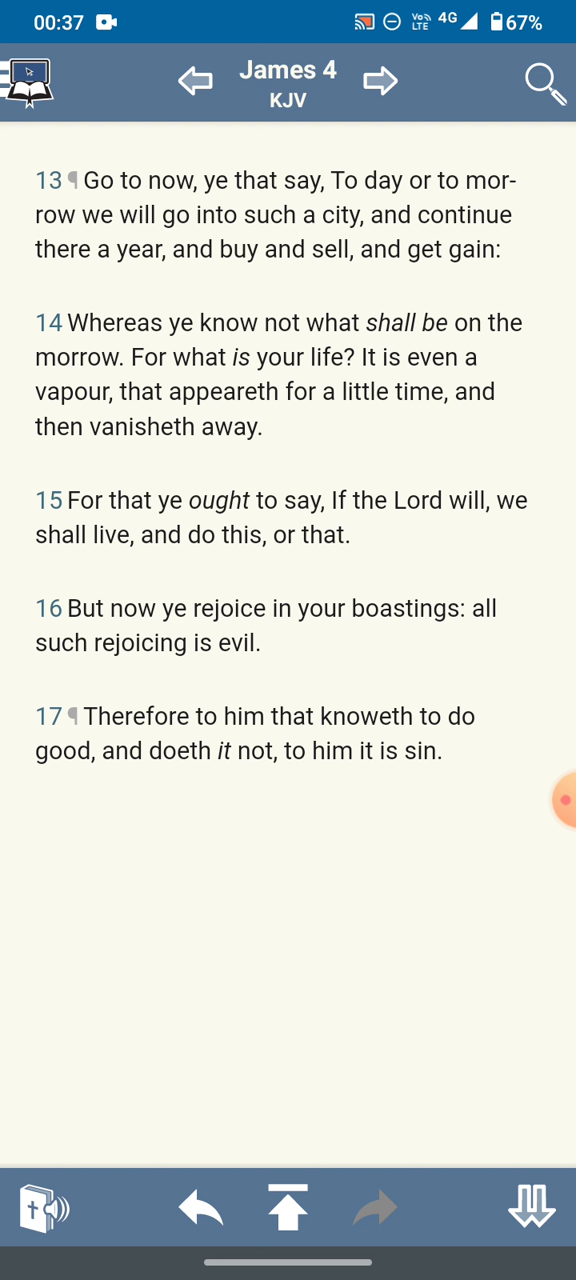 00:37
Vo))
LTE
4G
67%
James 4
KJV
13 ¶ Go to now, ye that say, To day or to mor-
row we will go into such a city, and continue
there a year, and buy and sell, and get gain:
14 Whereas ye know not what shall be on the
morrow. For what is your life? It is even a
vapour, that appeareth for a little time, and
then vanisheth away.
15 For that ye ought to say, If the Lord will, we
shall live, and do this, or that.
16 But now ye rejoice in your boastings: all
such rejoicing is evil.
17 ¶ Therefore to him that knoweth to do
good, and doeth it not, to him it is sin.